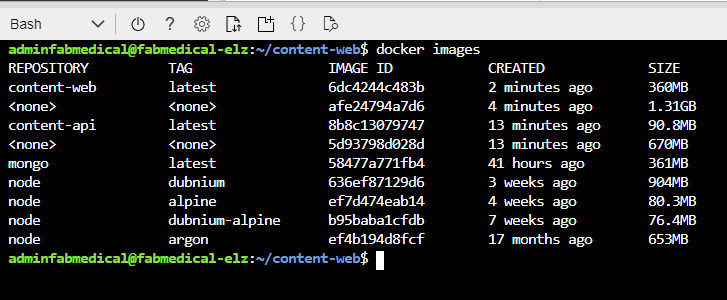 Bash
adminfabmedical@fabmedical-elz:~/content-web$ docker images
REPOSITORY TAG IMAGE ID CREATED SIZE
content-web latest 6dc4244c483b 2 minutes ago 360MB
<none> <none> afe24794a7d6 4 minutes ago 1.31GB
content-api latest 8b8c13079747 13 minutes ago 90.8MB
<none> <none> 5d93798d028d 13 minutes ago 670MB
mongo latest 58477a771fb4 41 hours ago 361MB
node dubnium 636ef87129d6 3 weeks ago 904MB
node alpine ef7d474eab14 4 weeks ago 80.3MB
node dubnium-alpine b95baba1cfdb 7 weeks ago 76.4MB
node argon ef4b194d8fcf 17 months ago 653MB
adminfabmedical@fabmedical-elz:~/content-web$